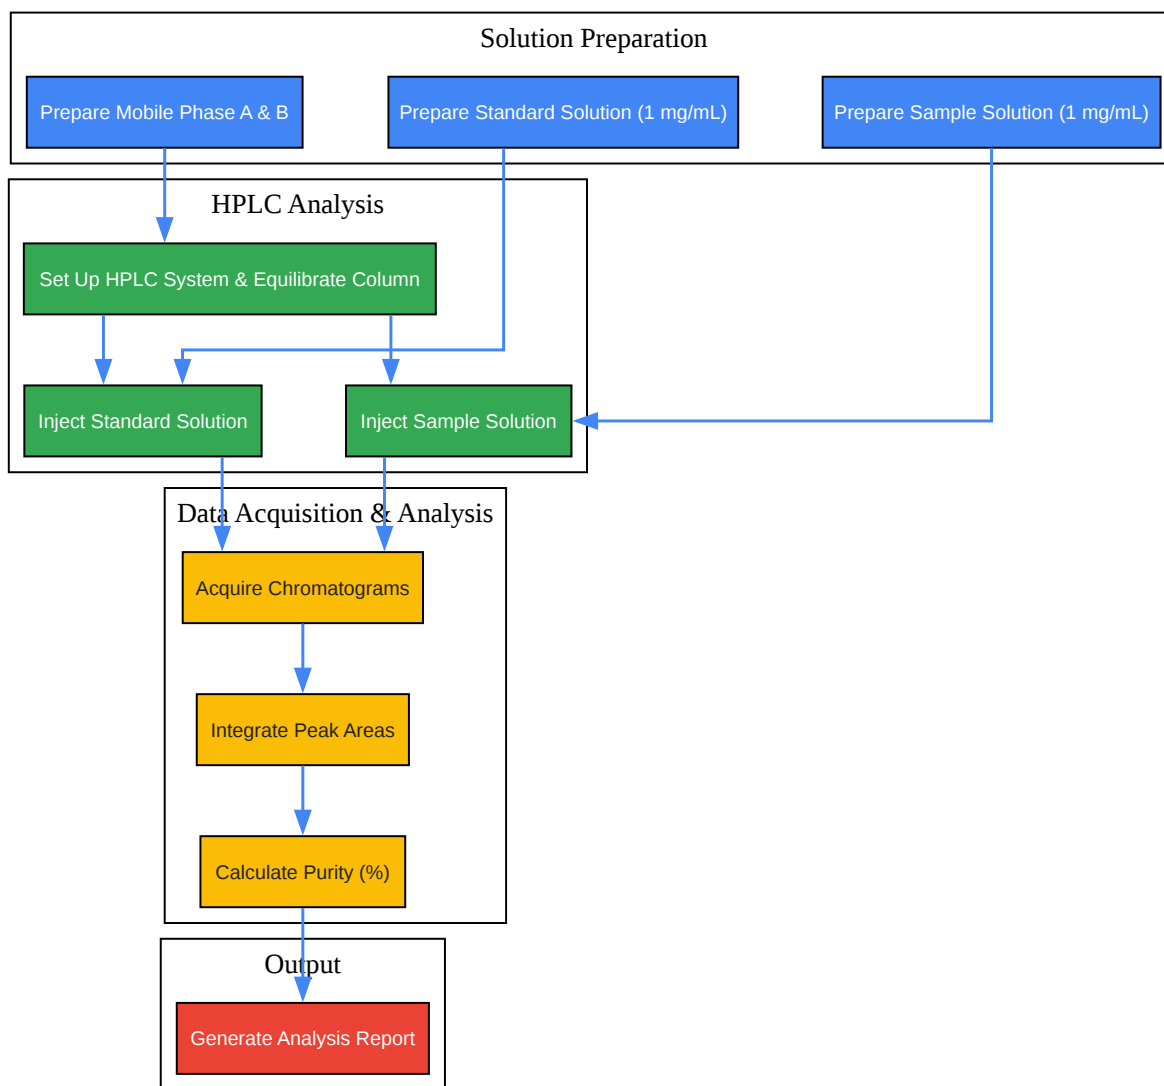 Solution Preparation
Prepare Mobile Phase A & B
Prepare Standard Solution (1 mg/mL)
Prepare Sample Solution (1 mg/mL)
HPLC Analysis
Set Up HPLC System & Equilibrate Column
Inject Standard Solution
Inject Sample Solution
Data Acquisition & Analysis
Acquire Chromatograms
Integrate Peak Areas
Calculate Purity (%)
Output
Generate Analysis Report